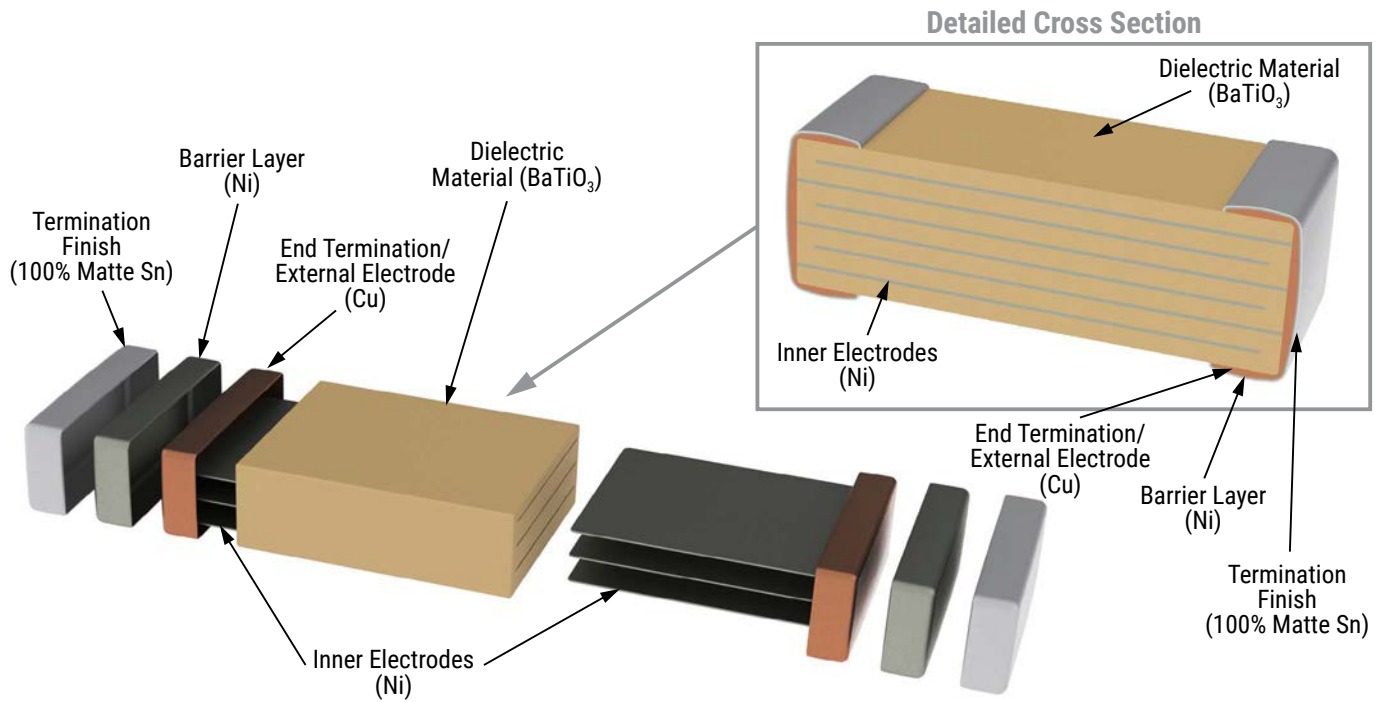 Detailed Cross Section
Dielectric Material
(BaTiO₃)
Inner Electrodes
(Ni)
End Termination/
External Electrode
(Cu)
Barrier Layer
(Ni)
Termination
Finish
(100% Matte Sn)
Termination
Finish
(100% Matte Sn)
Barrier Layer
(Ni)
End Termination/
External Electrode
(Cu)
Dielectric
Material (BaTiO₃)
Inner Electrodes
(Ni)